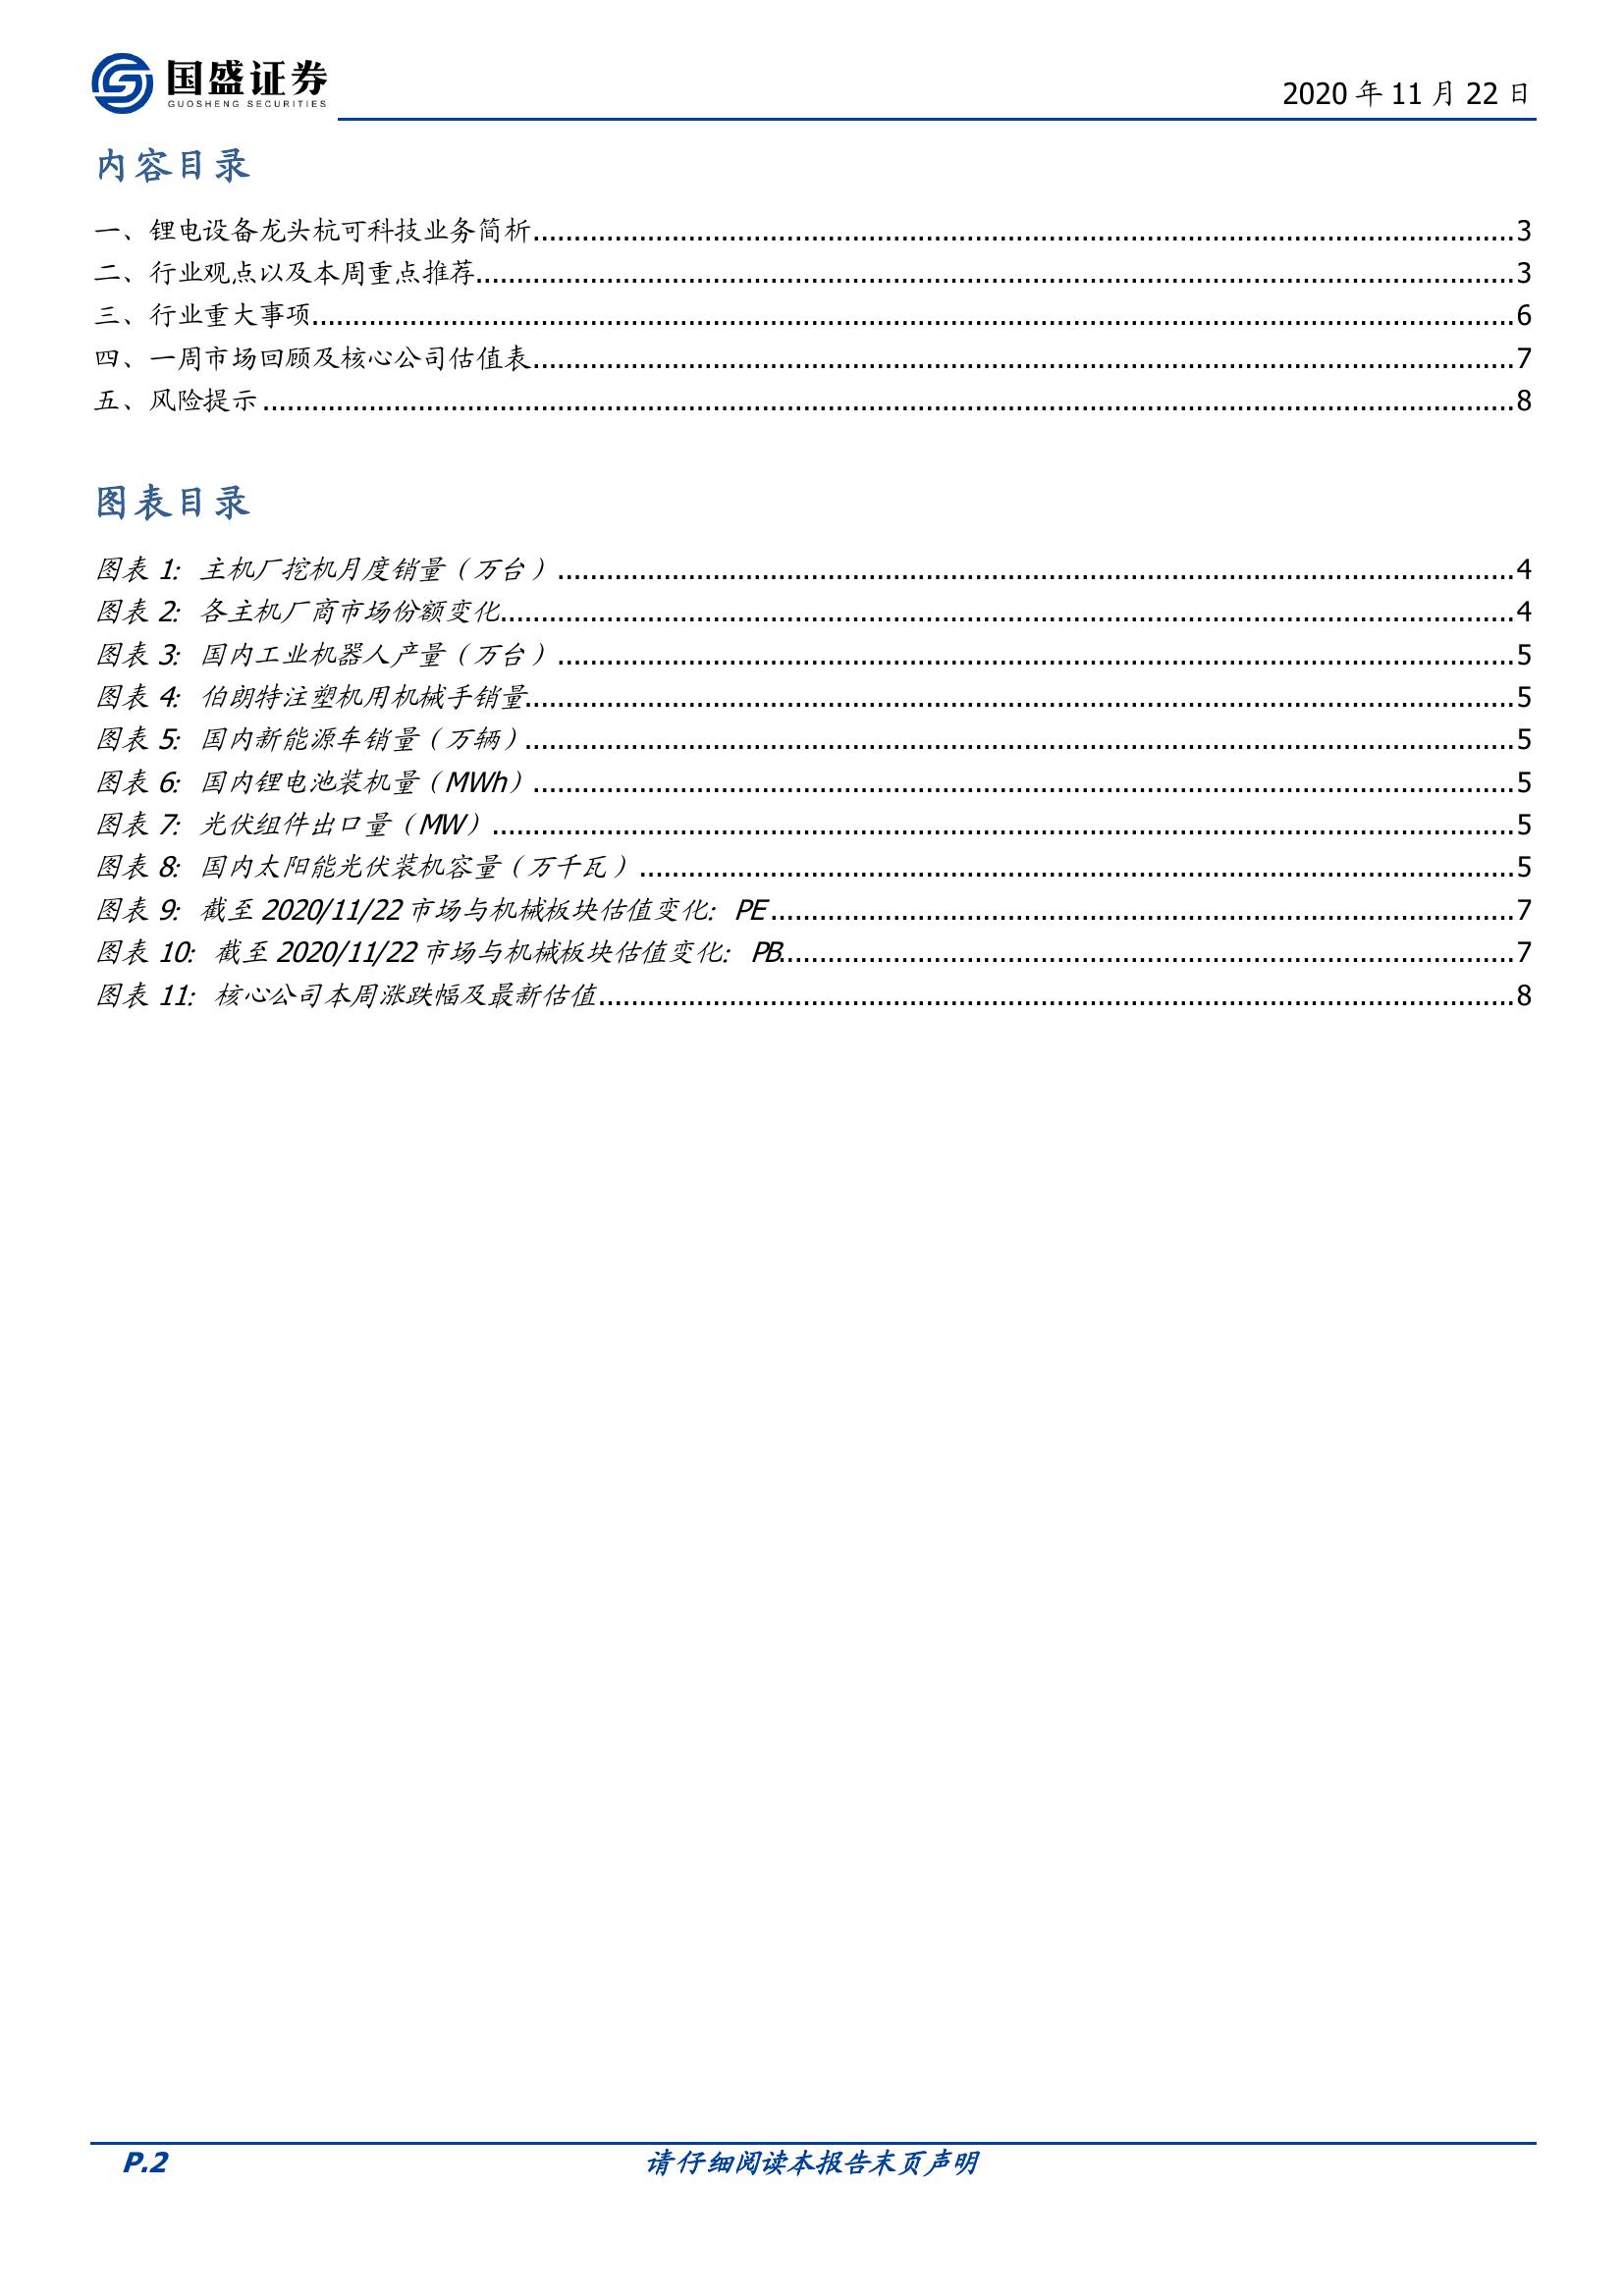 国盛证券
GUOSHENG SECURITIES
2020 年 11 月 22 日
内容目录
一、锂电设备龙头杭可科技业务简析........................................3
二、行业观点以及本周重点推荐........................................3
三、行业重大事项........................................6
四、一周市场回顾及核心公司估值表........................................7
五、风险提示 ........................................8
图表目录
图表 1: 主机厂挖机月度销量（万台）........................................4
图表 2: 各主机厂商市场份额变化........................................4
图表 3: 国内工业机器人产量（万台）........................................5
图表 4: 伯朗特注塑机用机械手销量........................................5
图表 5: 国内新能源车销量（万辆）........................................5
图表 6: 国内锂电池装机量（MWh）........................................5
图表 7: 光伏组件出口量（MW）........................................5
图表 8: 国内太阳能光伏装机容量（万千瓦）........................................5
图表 9: 截至 2020/11/22 市场与机械板块估值变化: PE ........................................7
图表 10: 截至 2020/11/22 市场与机械板块估值变化: PB........................................7
图表 11: 核心公司本周涨跌幅及最新估值........................................8
P.2 请仔细阅读本报告末页声明